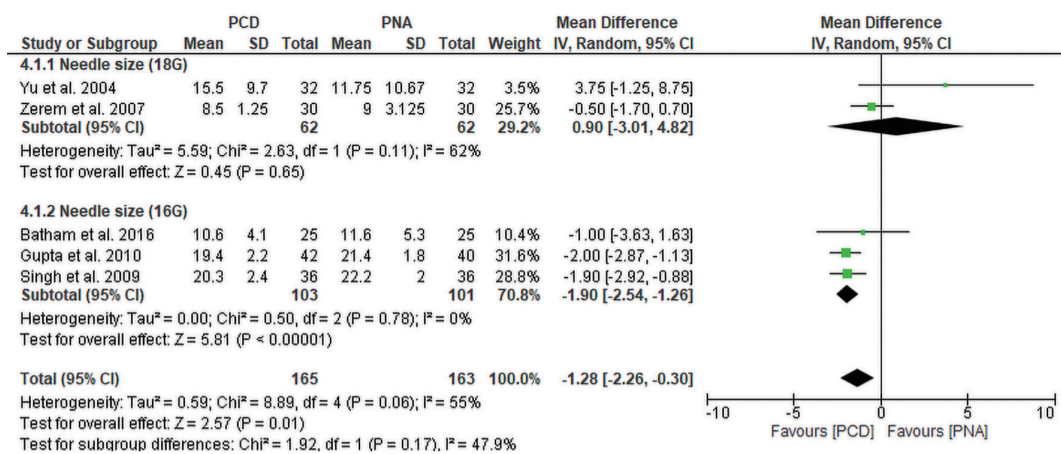 PCD PNA Mean Difference Mean Difference
Study or Subgroup Mean SD Total Mean SD Total Weight IV, Random, 95% CI IV, Random, 95% CI
4.1.1 Needle size (18G)
Yu et al. 2004 15.5 9.7 32 11.75 10.67 32 3.5% 3.75 [-1.25, 8.75]
Zerem et al. 2007 8.5 1.25 30 9 3.125 30 25.7% -0.50 [-1.70, 0.70]
Subtotal (95% CI) 62 62 29.2% 0.90 [-3.01, 4.82]
Heterogeneity: Tau² = 5.59; Chi² = 2.63, df = 1 (P = 0.11); I² = 62%
Test for overall effect: Z = 0.45 (P = 0.65)
4.1.2 Needle size (16G)
Batham et al. 2016 10.6 4.1 25 11.6 5.3 25 10.4% -1.00 [-3.63, 1.63]
Gupta et al. 2010 19.4 2.2 42 21.4 1.8 40 31.6% -2.00 [-2.87, -1.13]
Singh et al. 2009 20.3 2.4 36 22.2 2 36 28.8% -1.90 [-2.92, -0.88]
Subtotal (95% CI) 103 101 70.8% -1.90 [-2.54, -1.26]
Heterogeneity: Tau² = 0.00; Chi² = 0.50, df = 2 (P = 0.78); I² = 0%
Test for overall effect: Z = 5.81 (P < 0.00001)
Total (95% CI) 165 163 100.0% -1.28 [-2.26, -0.30]
Heterogeneity: Tau² = 0.59; Chi² = 8.89, df = 4 (P = 0.06); I² = 55%
Test for overall effect: Z = 2.57 (P = 0.01)
Test for subgroup differences: Chi² = 1.92, df = 1 (P = 0.17), I² = 47.9%
-10 -5 0 5 10
Favours [PCD] Favours [PNA]